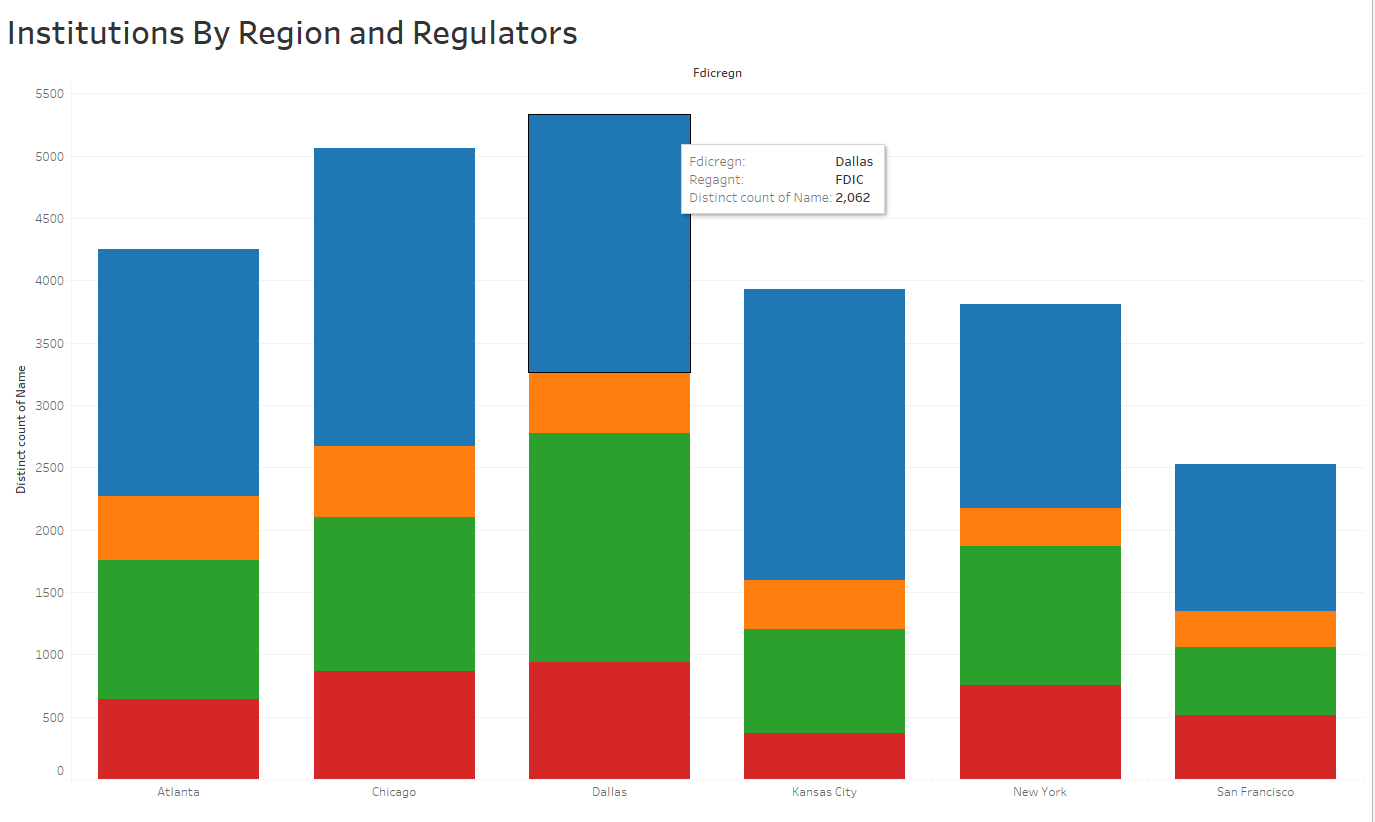 Institutions By Region and Regulators
Fdicregn
5500
5000
4500
4000
3500
3000
2500
2000
1500
1000
500
0
Distinct count of Name
Fdicregn: Dallas
Regagnt: FDIC
Distinct count of Name: 2,062
Atlanta Chicago Dallas Kansas City New York San Francisco